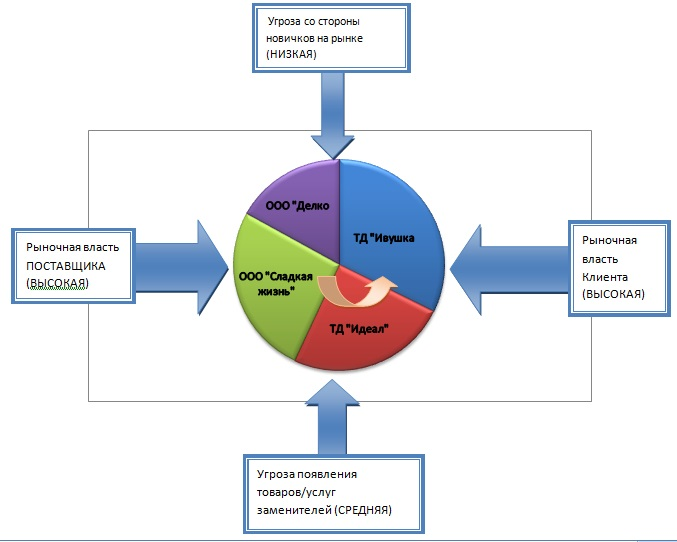 Угроза со стороны
новичков на рынке
(НИЗКАЯ)
ООО "Делко
ТД "Ивушка
Рыночная власть
ПОСТАВЩИКА
(ВЫСОКАЯ)
Рыночная
власть
Клиента
(ВЫСОКАЯ)
ООО "Сладкая
жизнь"
ТД "Идеал"
Угроза появления
товаров/услуг
заменителей (СРЕДНЯЯ)